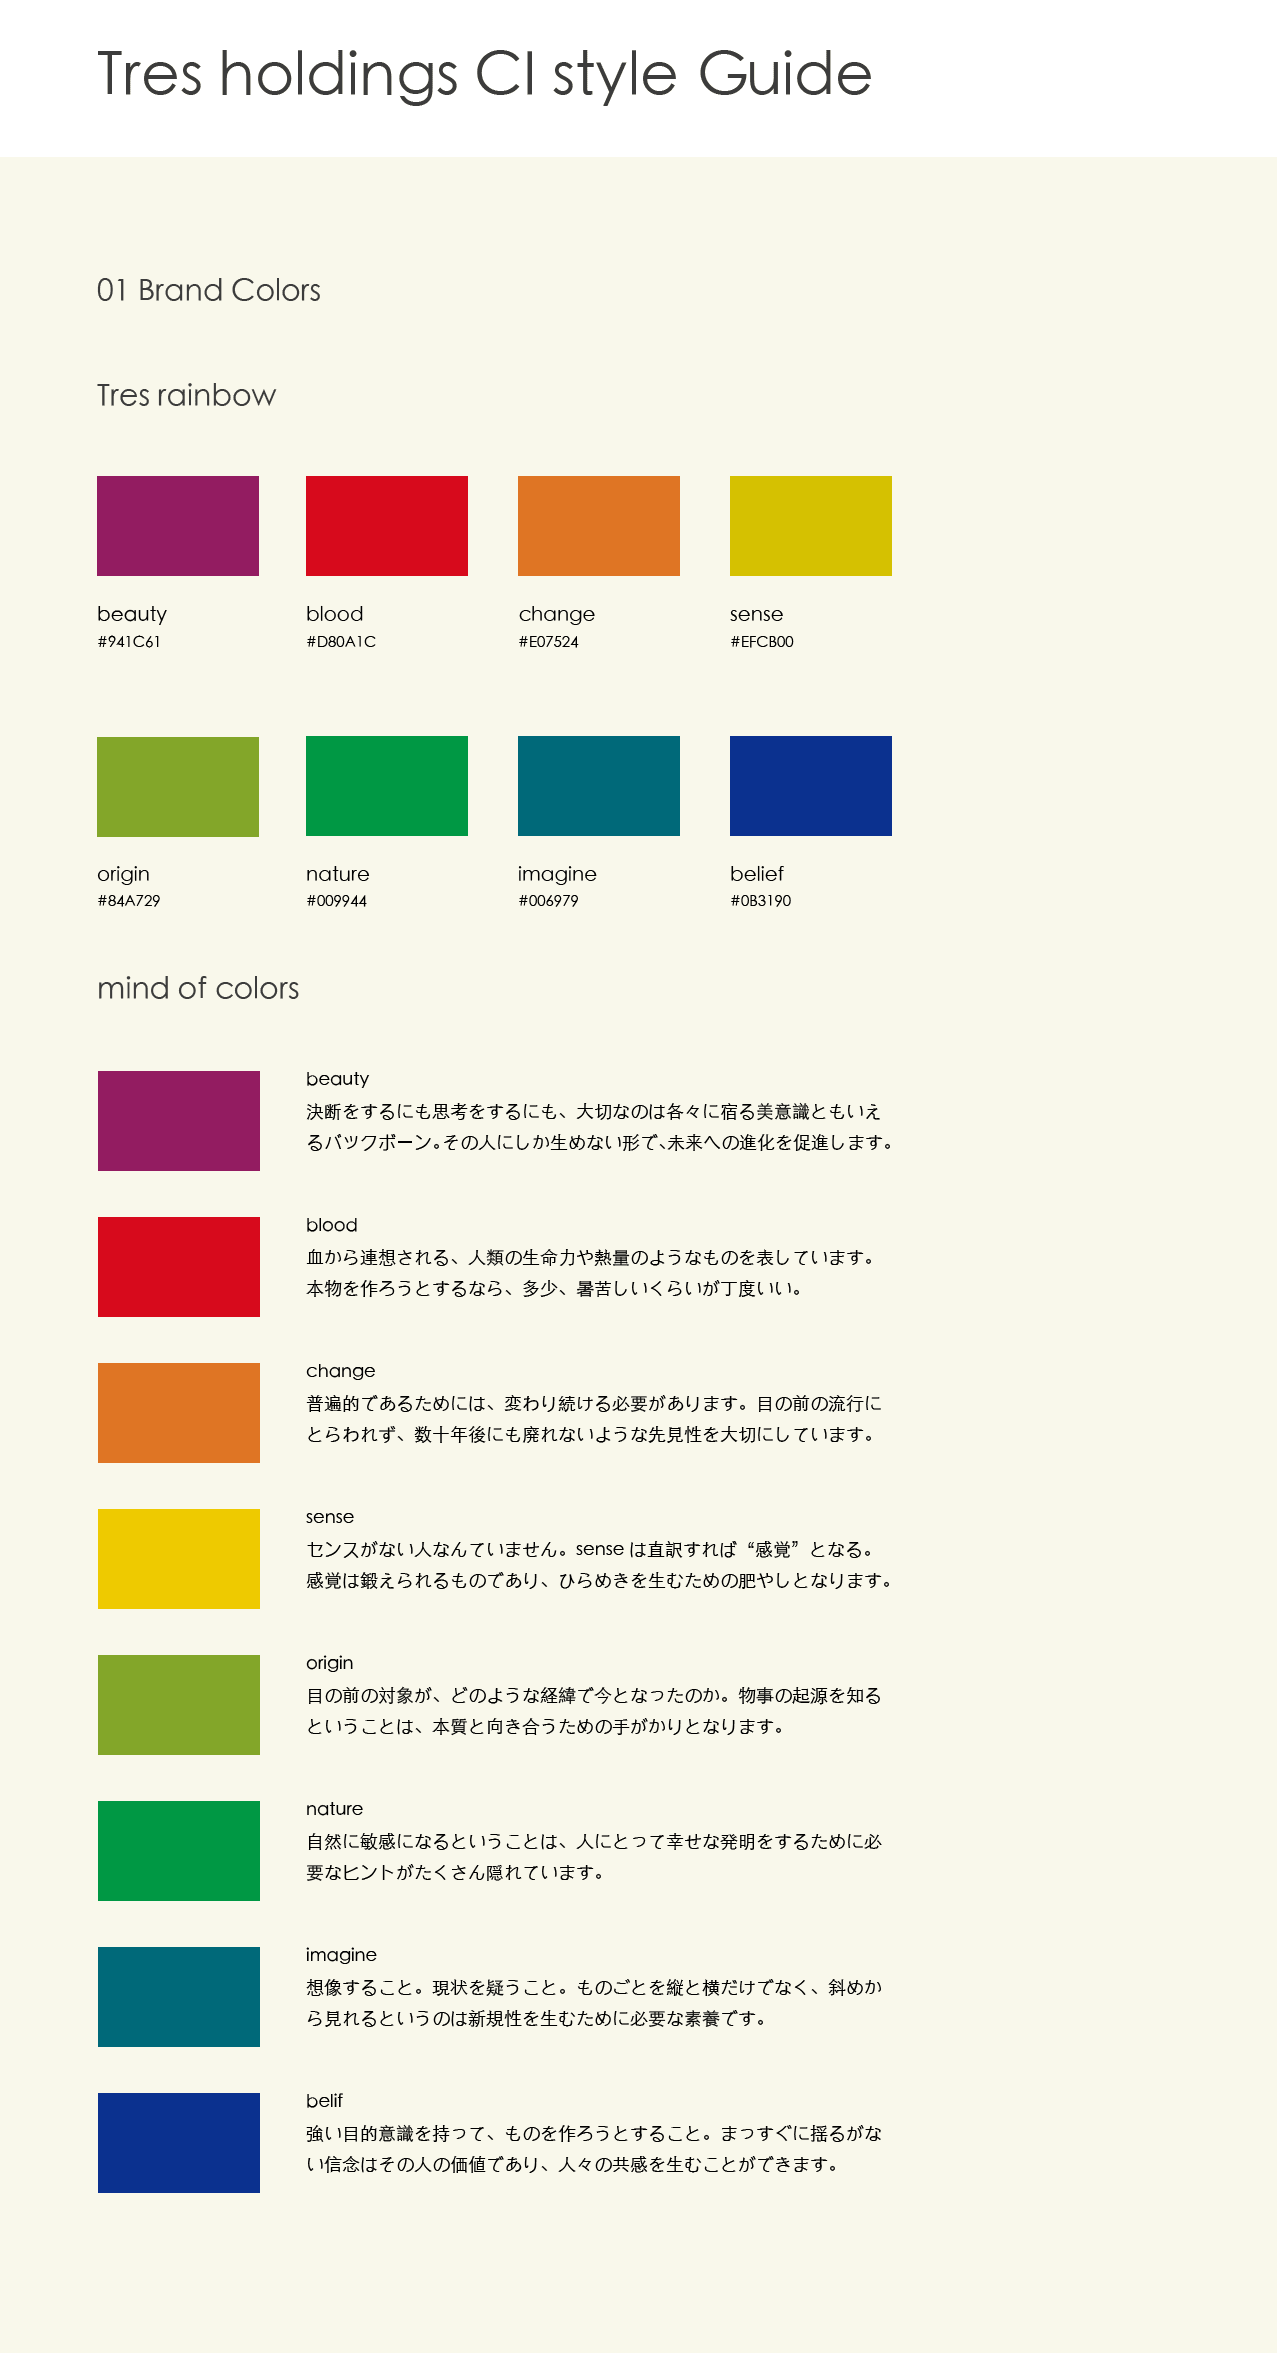 Tres holdings CI style Guide
01 Brand Colors
Tres rainbow
beauty
#941C61
blood
#D80A1C
change
#E07524
sense
#EFCB00
origin
#84A729
nature
#009944
imagine
#006979
belief
#0B3190
mind of colors
beauty
決断をするにも思考をするにも、大切なのは各々に宿る美意識ともいえ
るバックボーン。その人にしか生めない形で、未来への進化を促進します。
blood
血から連想される、人類の生命力や熱量のようなものを表しています。
本物を作ろうとするなら、多少、暑苦しいくらいが丁度いい。
change
普遍的であるためには、変わり続ける必要があります。目の前の流行に
とらわれず、数十年後にも廃れないような先見性を大切にしています。
sense
センスがない人なんていません。sense は直訳すれば“感覚”となる。
感覚は鍛えられるものであり、ひらめきを生むための肥やしとなります。
origin
目の前の対象が、どのような経緯で今となったのか。物事の起源を知る
ということは、本質と向き合うための手がかりとなります。
nature
自然に敏感になるということは、人にとって幸せな発明をするために必
要なヒントがたくさん隠れています。
imagine
想像すること。現状を疑うこと。ものごとを縦と横だけでなく、斜めか
ら見れるというのは新規性を生むために必要な素養です。
belif
強い目的意識を持って、ものを作ろうとすること。まっすぐに揺るがな
い信念はその人の価値であり、人々の共感を生むことができます。